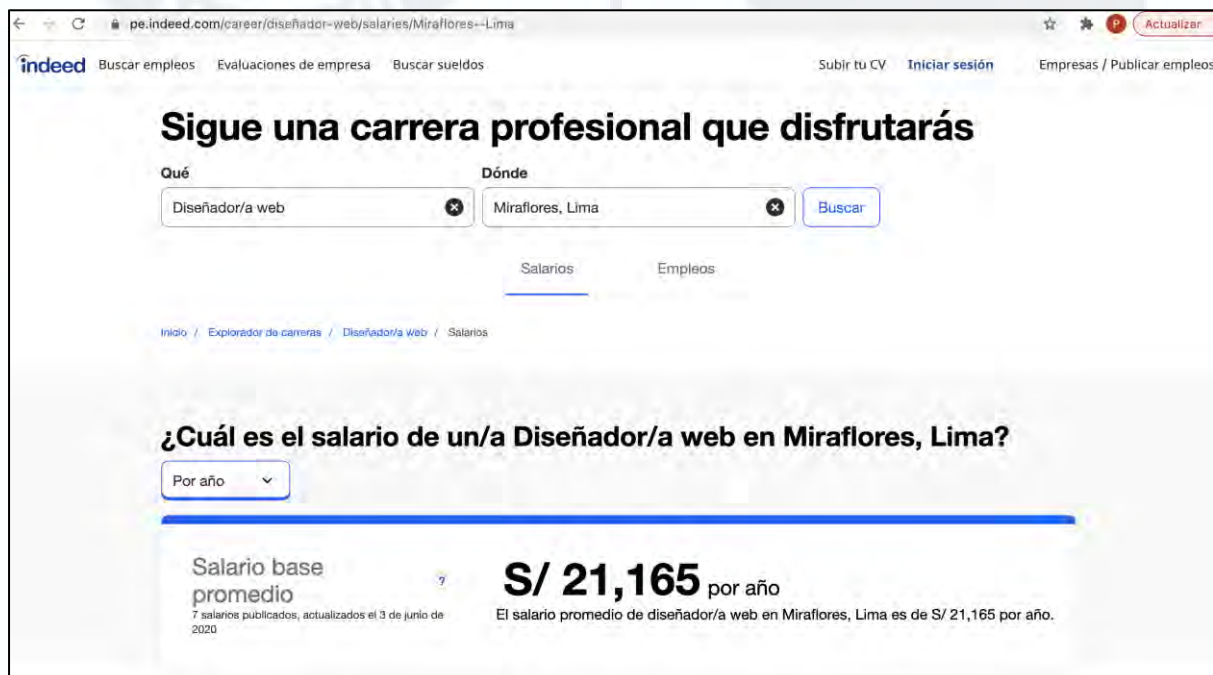 pe.indeed.com/career/diseñador-web/salaries/Miraflores--Lima
P
Actualizar
indeed Buscar empleos Evaluaciones de empresa Buscar sueldos Subir tu CV Iniciar sesión Empresas / Publicar empleos
Sigue una carrera profesional que disfrutarás
Qué Dónde
Diseñador/a web Miraflores, Lima Buscar
Salarios Empleos
Inicio / Explorador de carreras / Diseñador/a web / Salarios
¿Cuál es el salario de un/a Diseñador/a web en Miraflores, Lima?
Por año
Salario base
promedio
?
7 salarios publicados, actualizados el 3 de junio de
2020
S/ 21,165 por año
El salario promedio de diseñador/a web en Miraflores, Lima es de S/ 21,165 por año.